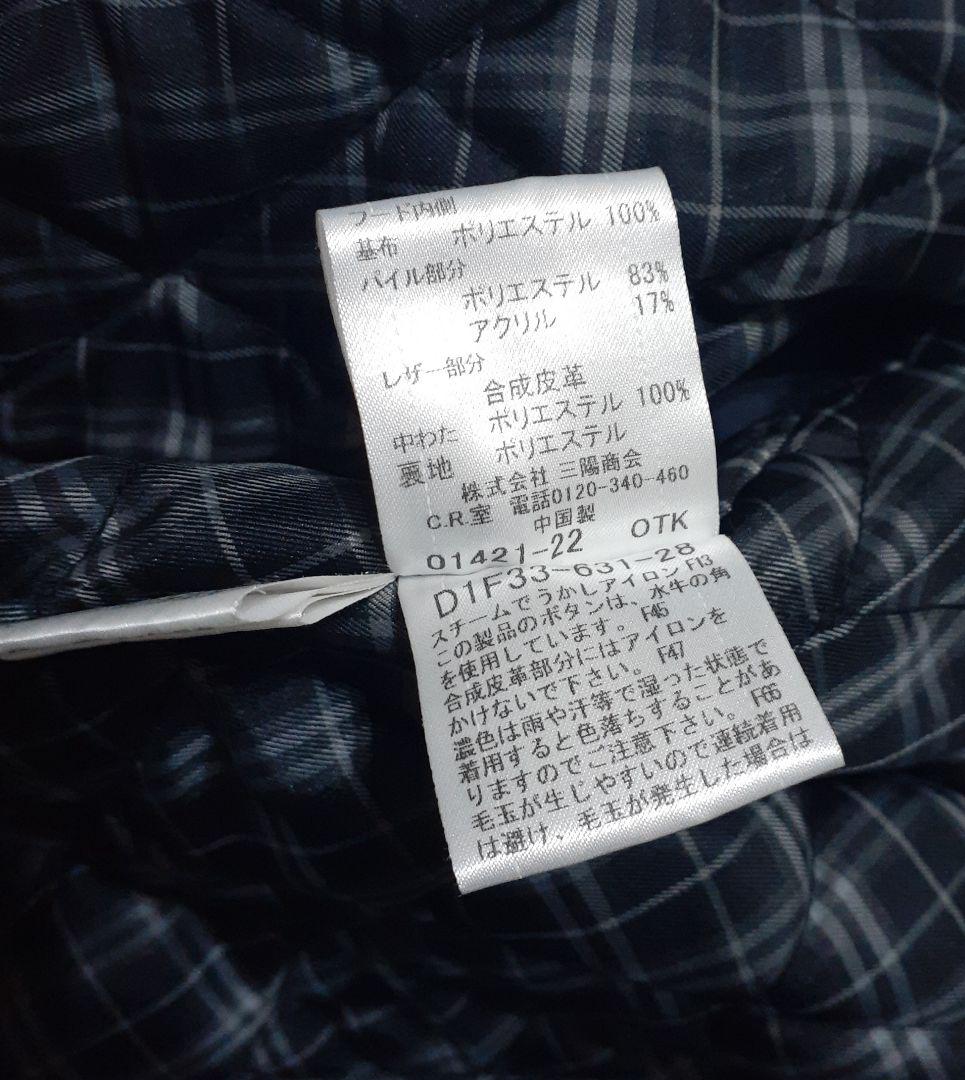 フード内側
基布 ポリエステル 100%
パイル部分
ポリエステル 83%
アクリル 17%
レザー部分
合成皮革
中わた ポリエステル 100%
裏地 ポリエステル
株式会社 三陽商会
C.R.室 電話0120-340-460
中国製
01421-22 OTK
D1F33-631-28
スチームでうかしアイロン F13
この製品のボタンは、水牛の角
を使用しています。 F45
合成皮革部分にはアイロンを
かけないで下さい。 F47
濃色は雨や汗等で湿った状態で
着用すると色落ちすることがあ
りますのでご注意下さい。 F66
毛玉が生じやすいので連続着用
は避け、毛玉が発生した場合は